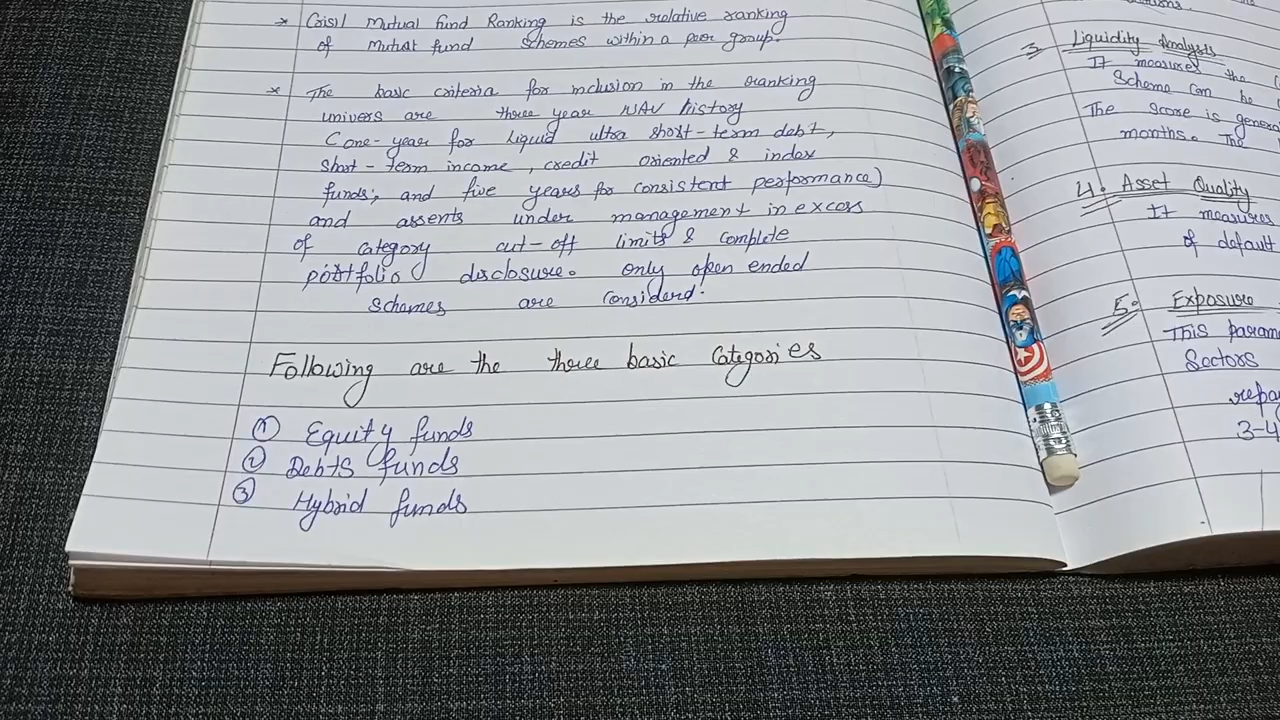 * Crisil Mutual Fund Ranking is the relative ranking
of Mutual fund Schemes within a peer group.
* The basic criteria for inclusion in the ranking
univers are three year NAV history
(one-year for Liquid ultra short-term debt,
short-term income, credit oriented & index
funds; and five years for consistent performance)
and assents under management in excess
of category cut-off limits & complete
portfolio disclosure. only open ended
schemes are considerd.
Following are the three basic Categories
① Equity funds
② Debts funds
③ Hybrid funds
3 Liquidity Analysis
It measures the
Scheme can be
The score is genera
months. The
4. Asset Quality
It measures
of default
5. Exposure
This param
Sectors
repa
3-4